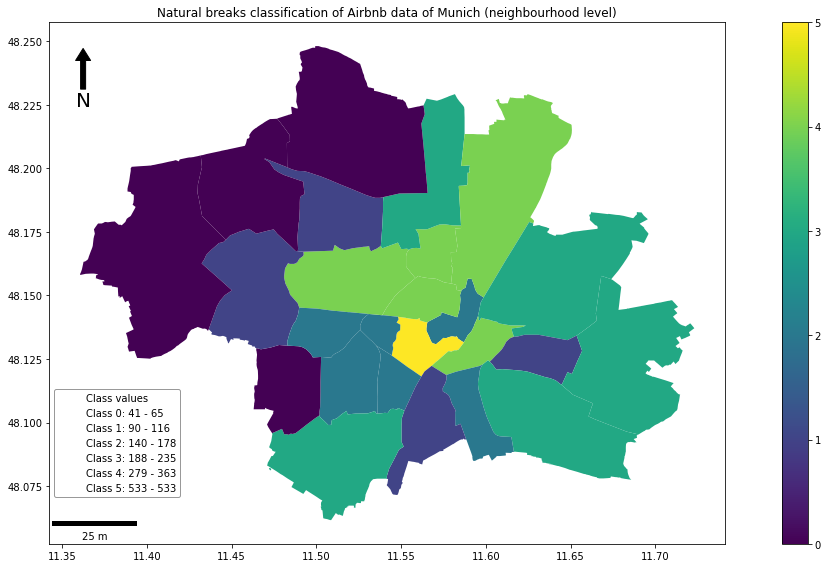 Natural breaks classification of Airbnb data of Munich (neighbourhood level)
48.250
48.225
48.200
48.175
48.150
48.125
48.100
48.075
N
Class values
Class 0: 41 - 65
Class 1: 90 - 116
Class 2: 140 - 178
Class 3: 188 - 235
Class 4: 279 - 363
Class 5: 533 - 533
25 m
11.35 11.40 11.45 11.50 11.55 11.60 11.65 11.70
5
4
3
2
1
0